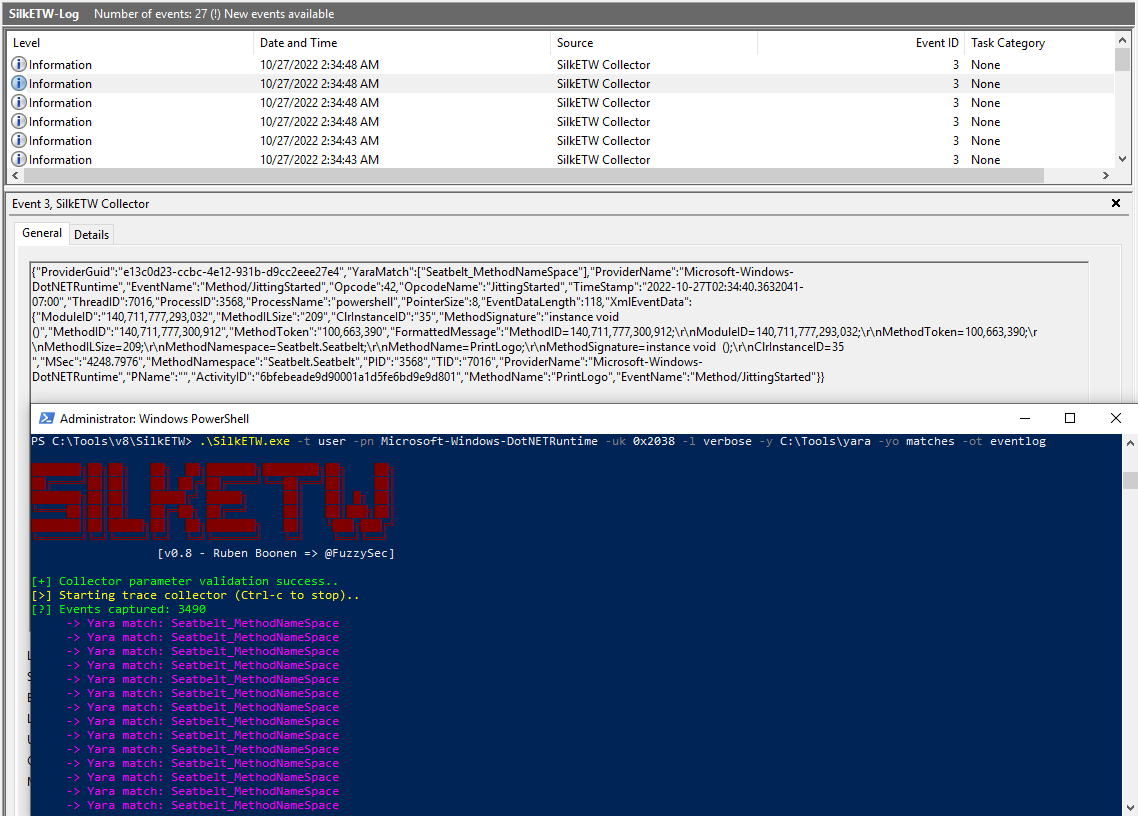 SilkETW-Log Number of events: 27 (!) New events available
Level Date and Time Source Event ID Task Category
Information 10/27/2022 2:34:48 AM SilkETW Collector 3 None
Information 10/27/2022 2:34:48 AM SilkETW Collector 3 None
Information 10/27/2022 2:34:48 AM SilkETW Collector 3 None
Information 10/27/2022 2:34:48 AM SilkETW Collector 3 None
Information 10/27/2022 2:34:43 AM SilkETW Collector 3 None
Information 10/27/2022 2:34:43 AM SilkETW Collector 3 None
Event 3, SilkETW Collector
General Details
{"ProviderGuid":"e13c0d23-ccbc-4e12-931b-d9cc2eee27e4","YaraMatch":["Seatbelt_MethodNameSpace"],"ProviderName":"Microsoft-Windows-
DotNETRuntime","EventName":"Method/JittingStarted","Opcode":42,"OpcodeName":"JittingStarted","TimeStamp":"2022-10-27T02:34:40.3632041-
07:00","ThreadID":7016,"ProcessID":3568,"ProcessName":"powershell","PointerSize":8,"EventDataLength":118,"XmlEventData":
{"ModuleID":"140,711,777,293,032","MethodILSize":"209","ClrInstanceID":"35","MethodSignature":"instance void
()","MethodID":"140,711,777,300,912","MethodToken":"100,663,390","FormattedMessage":"MethodID=140,711,777,300,912;\r\nModuleID=140,711,777,293,032;\r\nMethodToken=100,663,390;\r
\nMethodILSize=209;\r\nMethodNamespace=Seatbelt.Seatbelt;\r\nMethodName=PrintLogo;\r\nMethodSignature=instance void ();\r\nClrInstanceID=35
","MSec":"4248.7976","MethodNamespace":"Seatbelt.Seatbelt","PID":"3568","TID":"7016","ProviderName":"Microsoft-Windows-
DotNETRuntime","PName":"","ActivityID":"6bfebeade9d90001a1d5fe6bd9e9d801","MethodName":"PrintLogo","EventName":"Method/JittingStarted"}}
Administrator: Windows PowerShell
PS C:\Tools\v8\SilkETW> .\SilkETW.exe -t user -pn Microsoft-Windows-DotNETRuntime -uk 0x2038 -l verbose -y C:\Tools\yara -yo matches -ot eventlog
SILKETW
[v0.8 - Ruben Boonen => @FuzzySec]
[+] Collector parameter validation success..
[>] Starting trace collector (Ctrl-c to stop)..
[?] Events captured: 3490
-> Yara match: Seatbelt_MethodNameSpace
-> Yara match: Seatbelt_MethodNameSpace
-> Yara match: Seatbelt_MethodNameSpace
-> Yara match: Seatbelt_MethodNameSpace
-> Yara match: Seatbelt_MethodNameSpace
-> Yara match: Seatbelt_MethodNameSpace
-> Yara match: Seatbelt_MethodNameSpace
-> Yara match: Seatbelt_MethodNameSpace
-> Yara match: Seatbelt_MethodNameSpace
-> Yara match: Seatbelt_MethodNameSpace
-> Yara match: Seatbelt_MethodNameSpace
-> Yara match: Seatbelt_MethodNameSpace
-> Yara match: Seatbelt_MethodNameSpace
-> Yara match: Seatbelt_MethodNameSpace